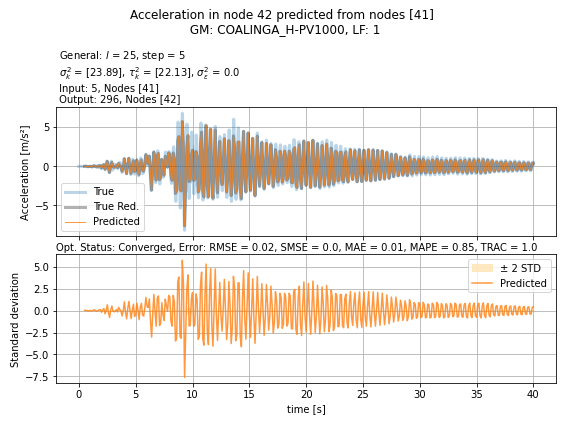 Acceleration in node 42 predicted from nodes [41]
GM: COALINGA_H-PV1000, LF: 1
General: l = 25, step = 5
σ²ₖ = [23.89], τ²ₖ = [22.13], σ²ε = 0.0
Input: 5, Nodes [41]
Output: 296, Nodes [42]
Acceleration [m/s²]
5
0
−5
True
True Red.
Predicted
Opt. Status: Converged, Error: RMSE = 0.02, SMSE = 0.0, MAE = 0.01, MAPE = 0.85, TRAC = 1.0
Standard deviation
5.0
2.5
0.0
−2.5
−5.0
−7.5
± 2 STD
Predicted
0 5 10 15 20 25 30 35 40
time [s]